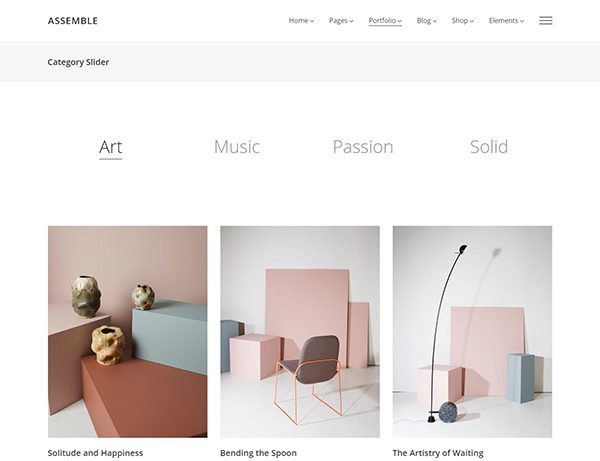 ASSEMBLE
Home Pages Portfolio Blog Shop Elements
Category Slider
Art Music Passion Solid
Solitude and Happiness Bending the Spoon The Artistry of Waiting